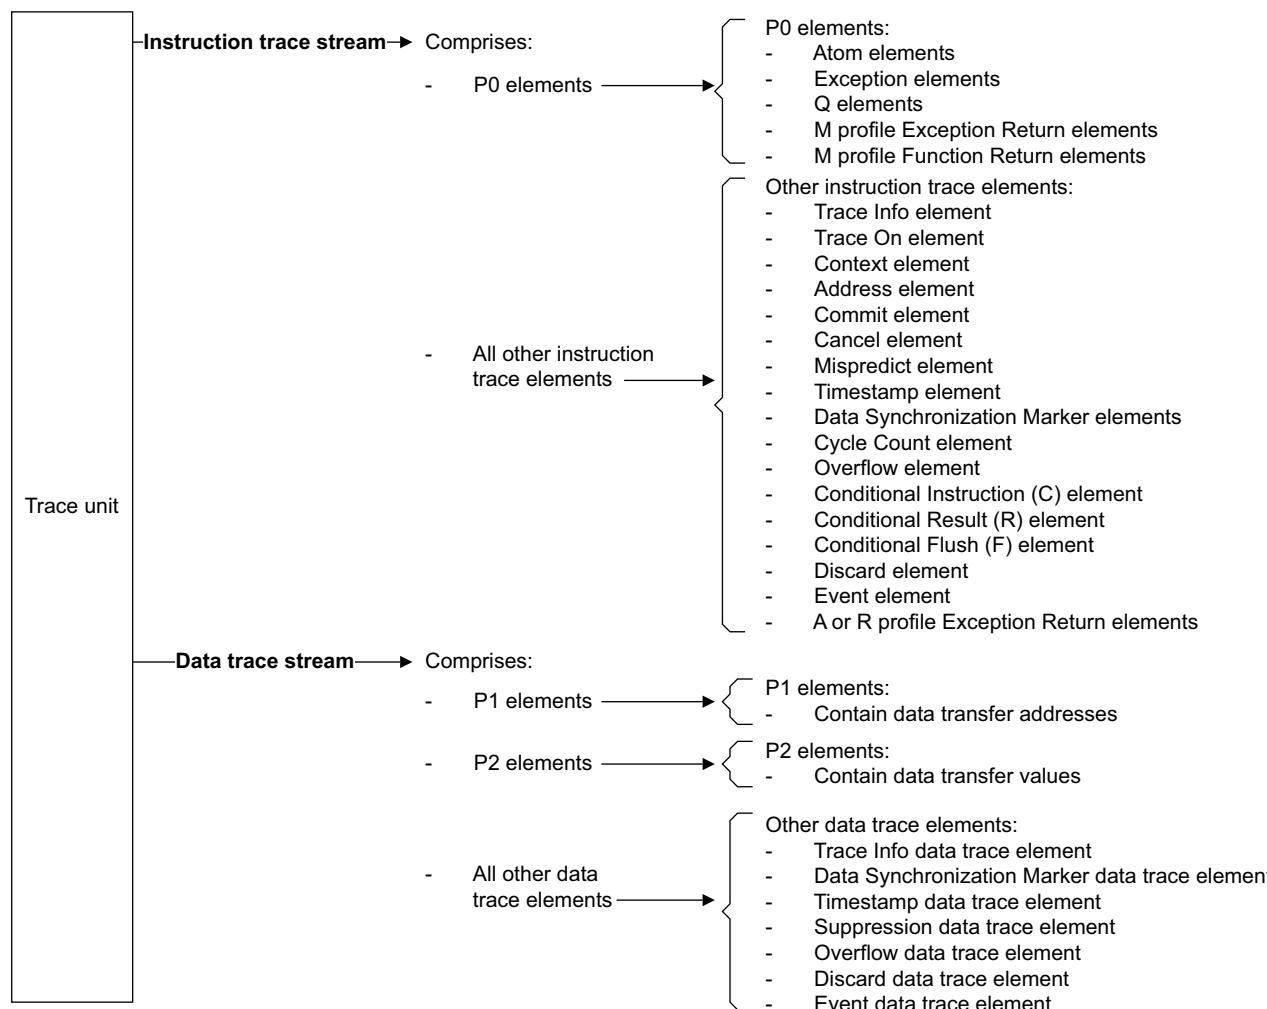 Trace unit
Instruction trace stream
Comprises:
- P0 elements
P0 elements:
- Atom elements
- Exception elements
- Q elements
- M profile Exception Return elements
- M profile Function Return elements
- All other instruction
trace elements
Other instruction trace elements:
- Trace Info element
- Trace On element
- Context element
- Address element
- Commit element
- Cancel element
- Mispredict element
- Timestamp element
- Data Synchronization Marker elements
- Cycle Count element
- Overflow element
- Conditional Instruction (C) element
- Conditional Result (R) element
- Conditional Flush (F) element
- Discard element
- Event element
- A or R profile Exception Return elements
Data trace stream
Comprises:
- P1 elements
P1 elements:
- Contain data transfer addresses
- P2 elements
P2 elements:
- Contain data transfer values
- All other data
trace elements
Other data trace elements:
- Trace Info data trace element
- Data Synchronization Marker data trace element
- Timestamp data trace element
- Suppression data trace element
- Overflow data trace element
- Discard data trace element
- Event data trace element